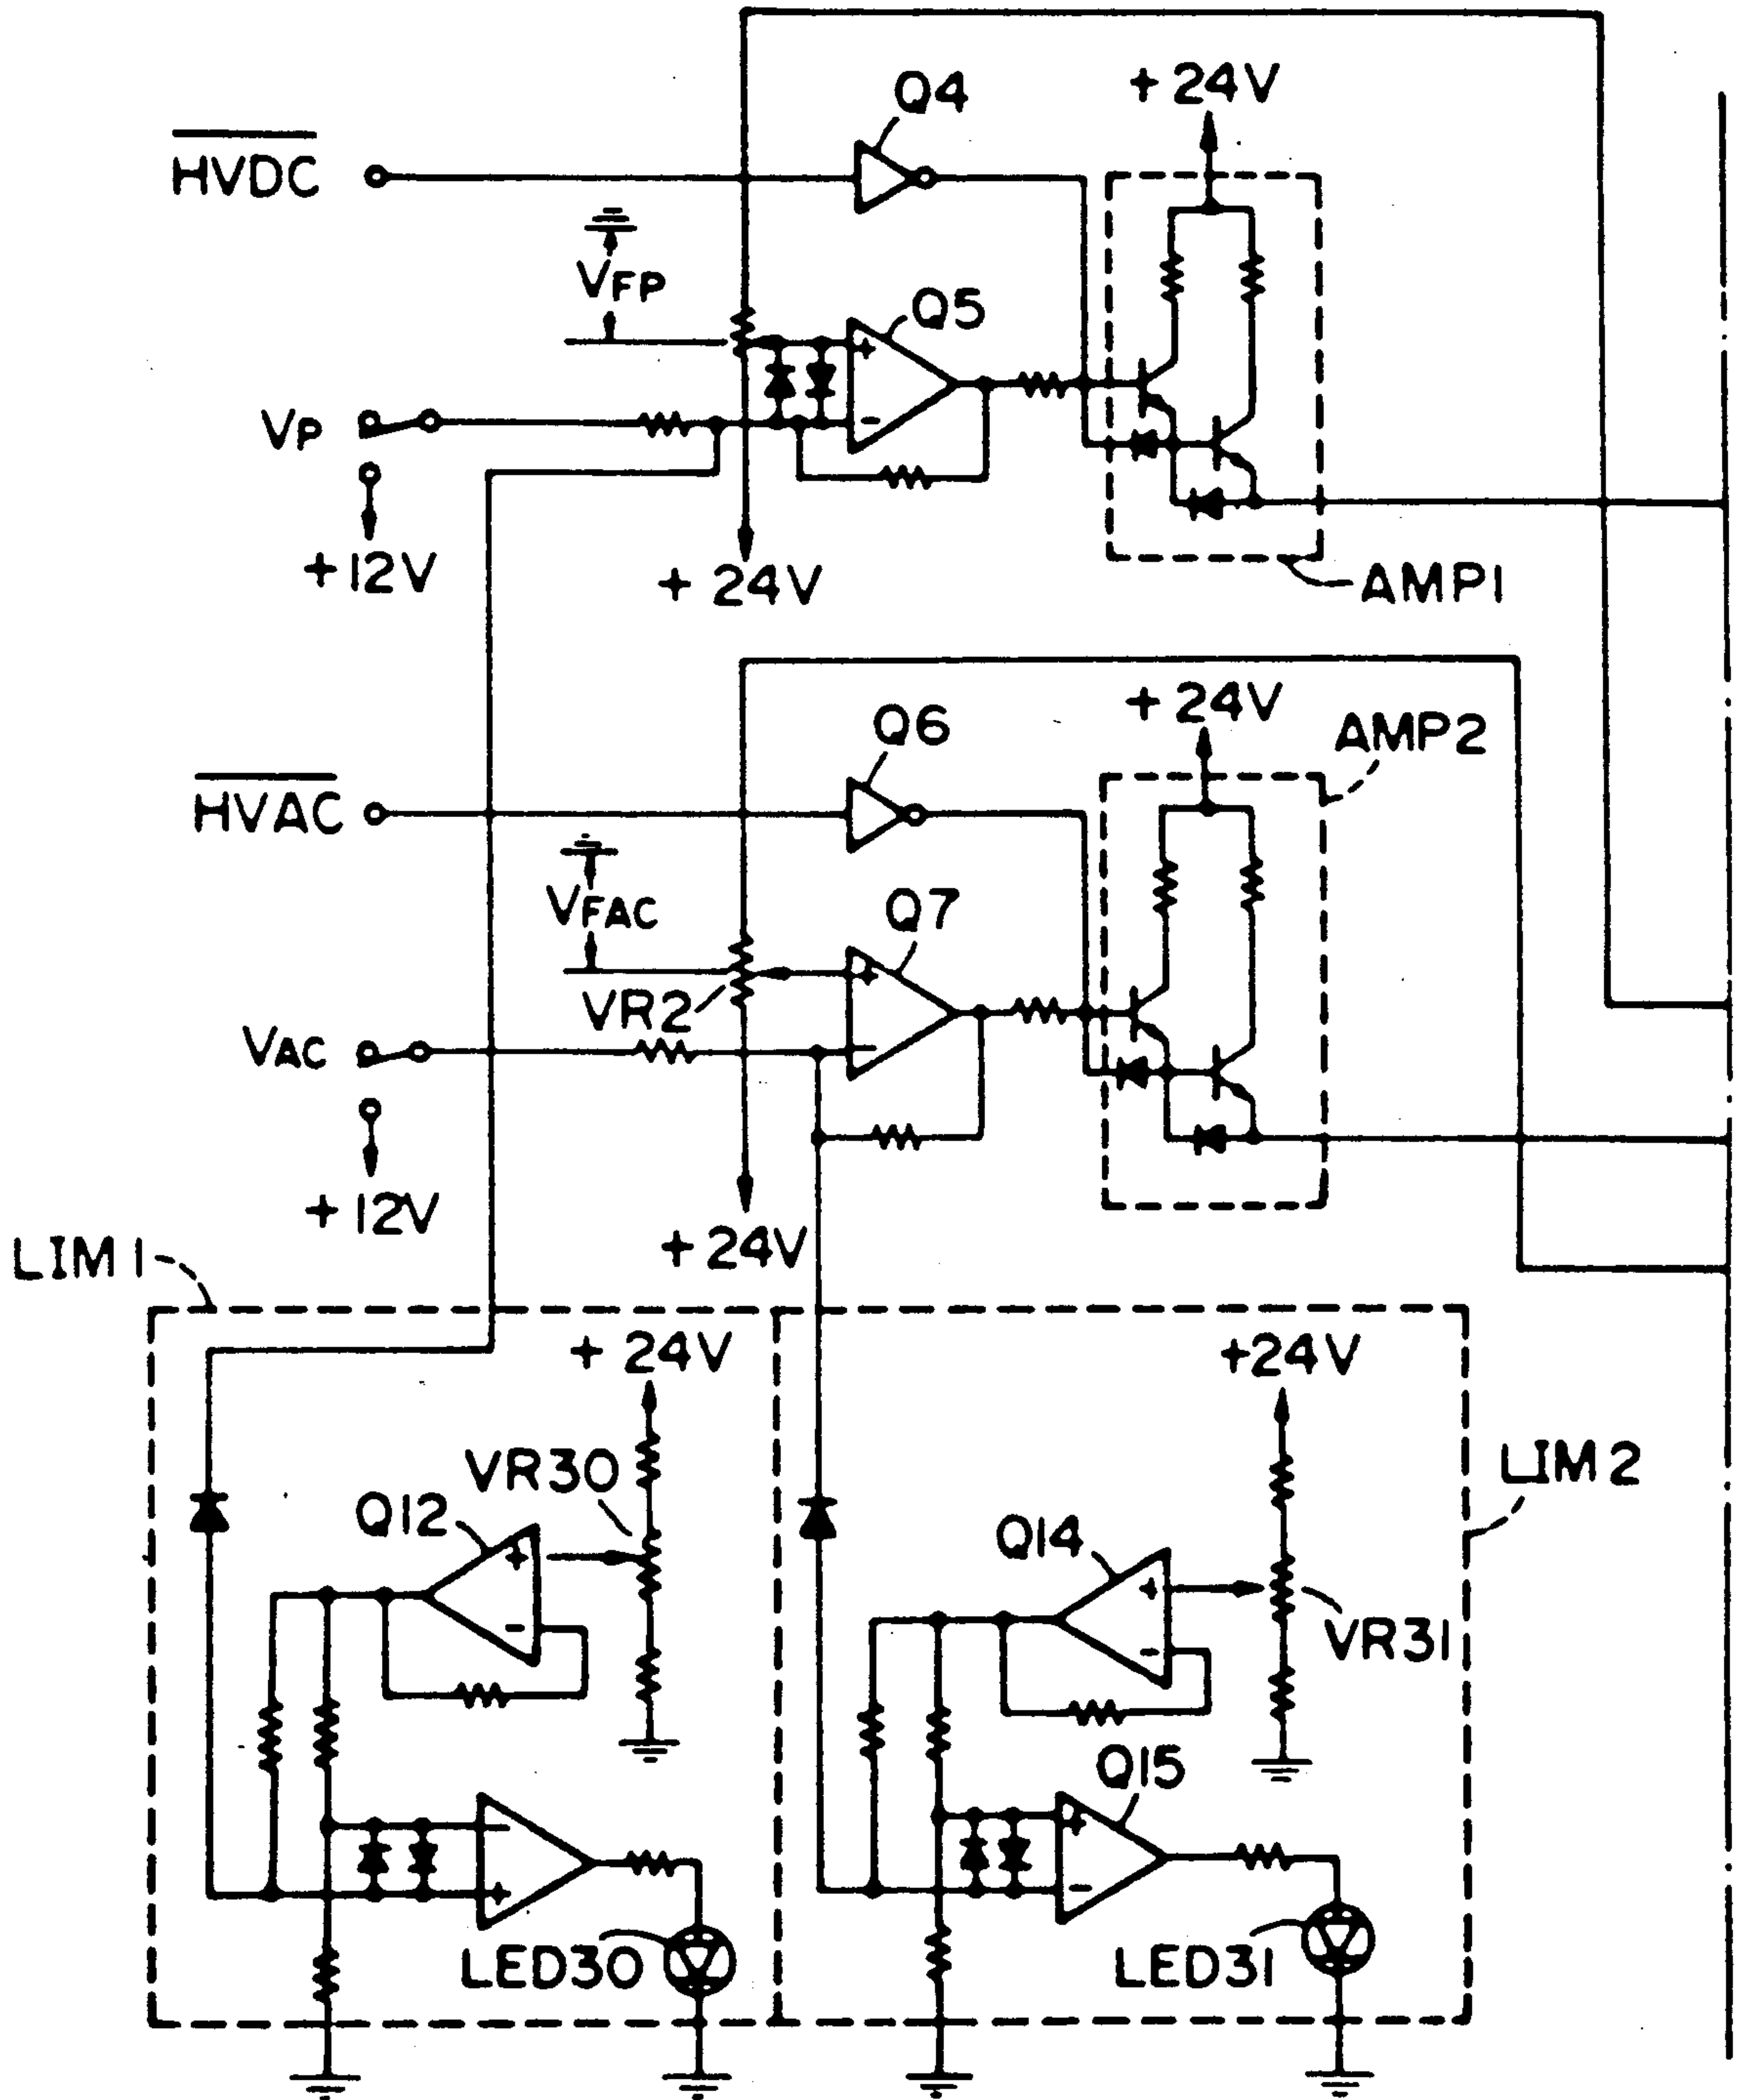 Q4
+24V
HVDC
VFP
Q5
+
-
VP
+12V
+24V
AMP1
+24V
AMP2
Q6
HVAC
VFAC
Q7
+
-
VR2
VAC
+12V
+24V
LIM1
+24V
+24V
VR30
LIM2
Q12
+
-
Q14
+
-
VR31
Q15
-
+
+
-
LED30
LED31